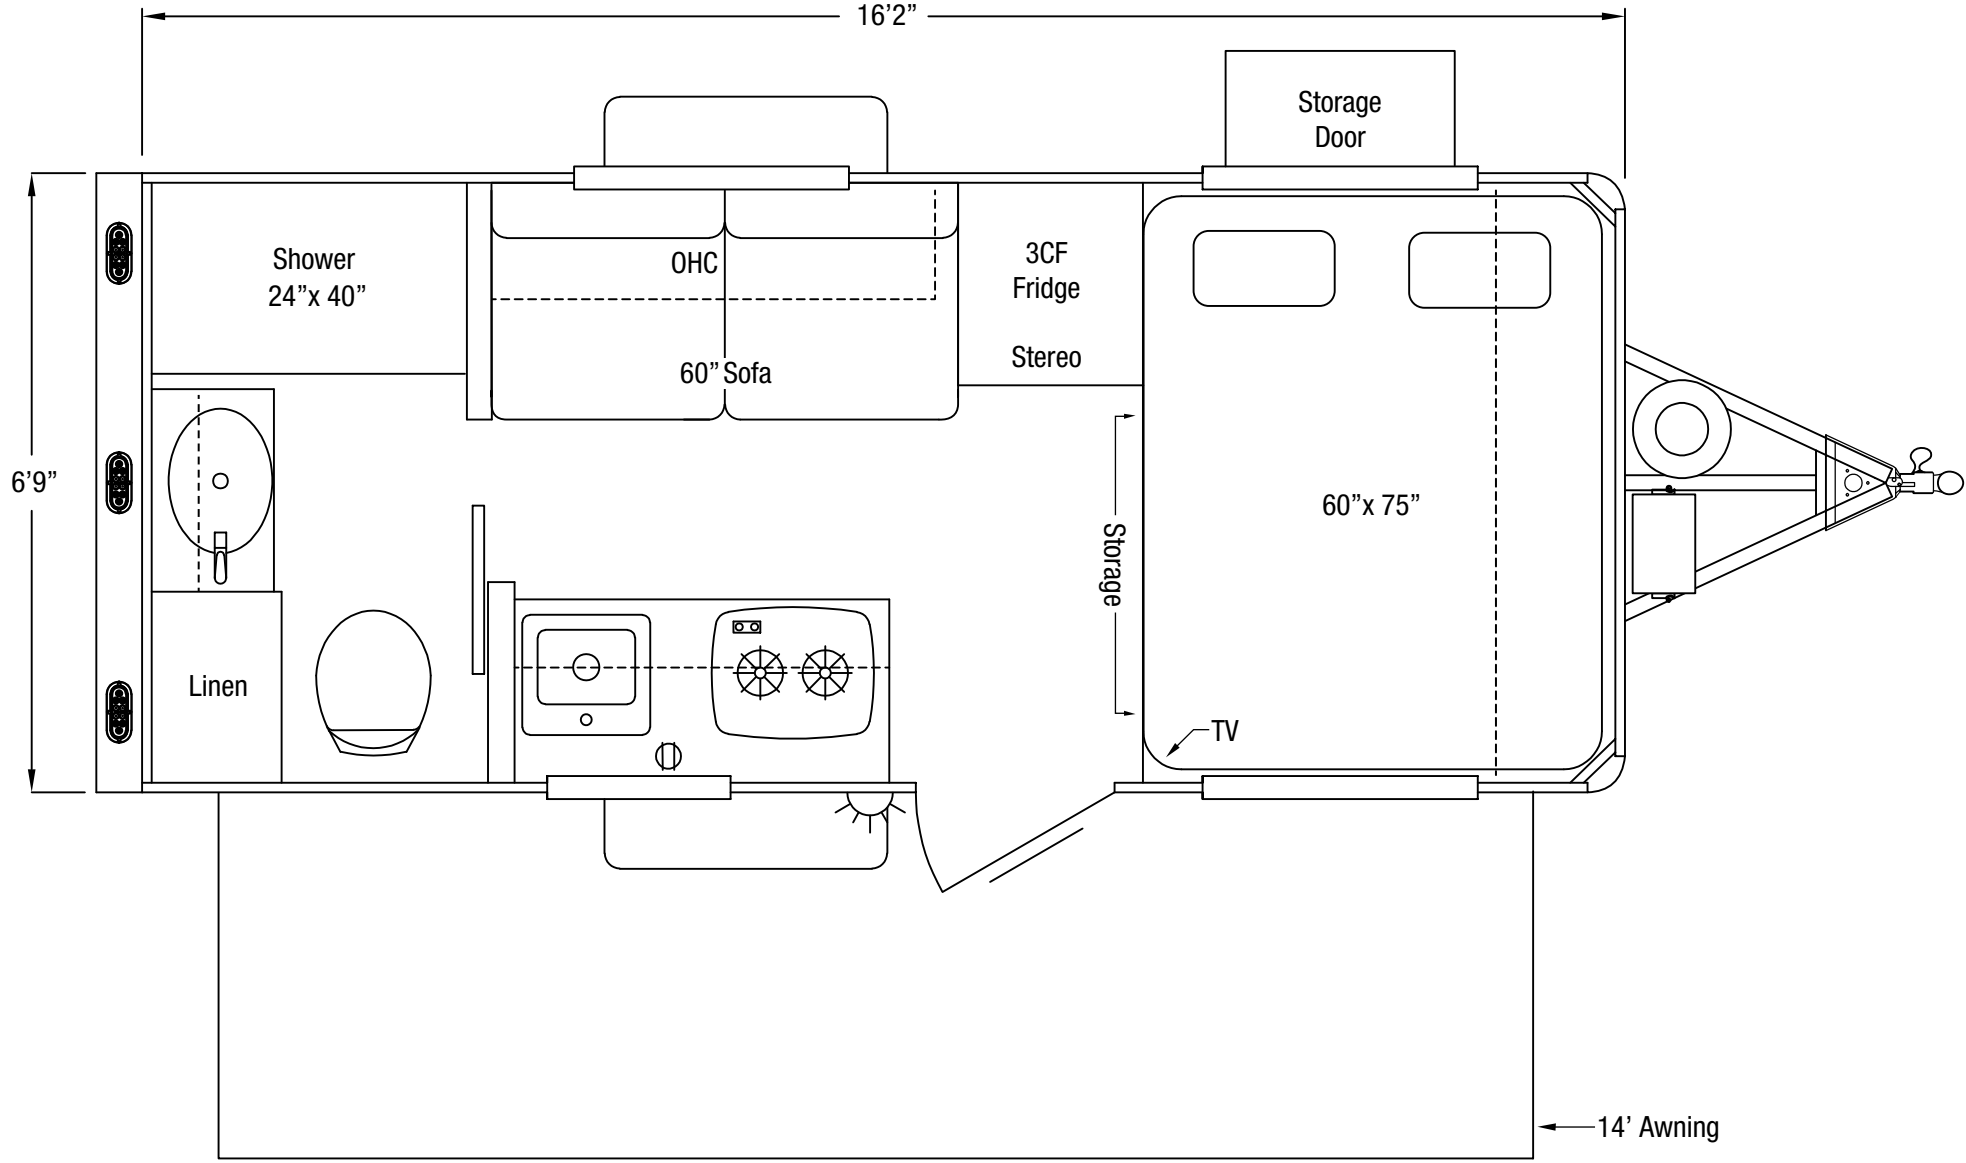 16’2”
Storage
Door
Shower
24”x 40”
OHC
3CF
Fridge
Stereo
60” Sofa
6’9”
60”x 75”
Storage
Linen
TV
14’ Awning